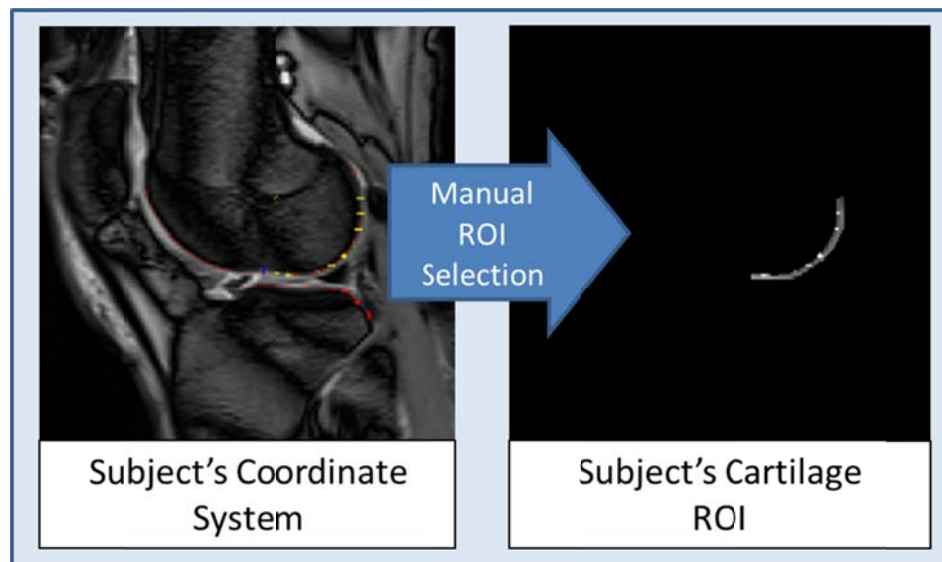 Manual
ROI
Selection
Subject's Coordinate
System
Subject's Cartilage
ROI